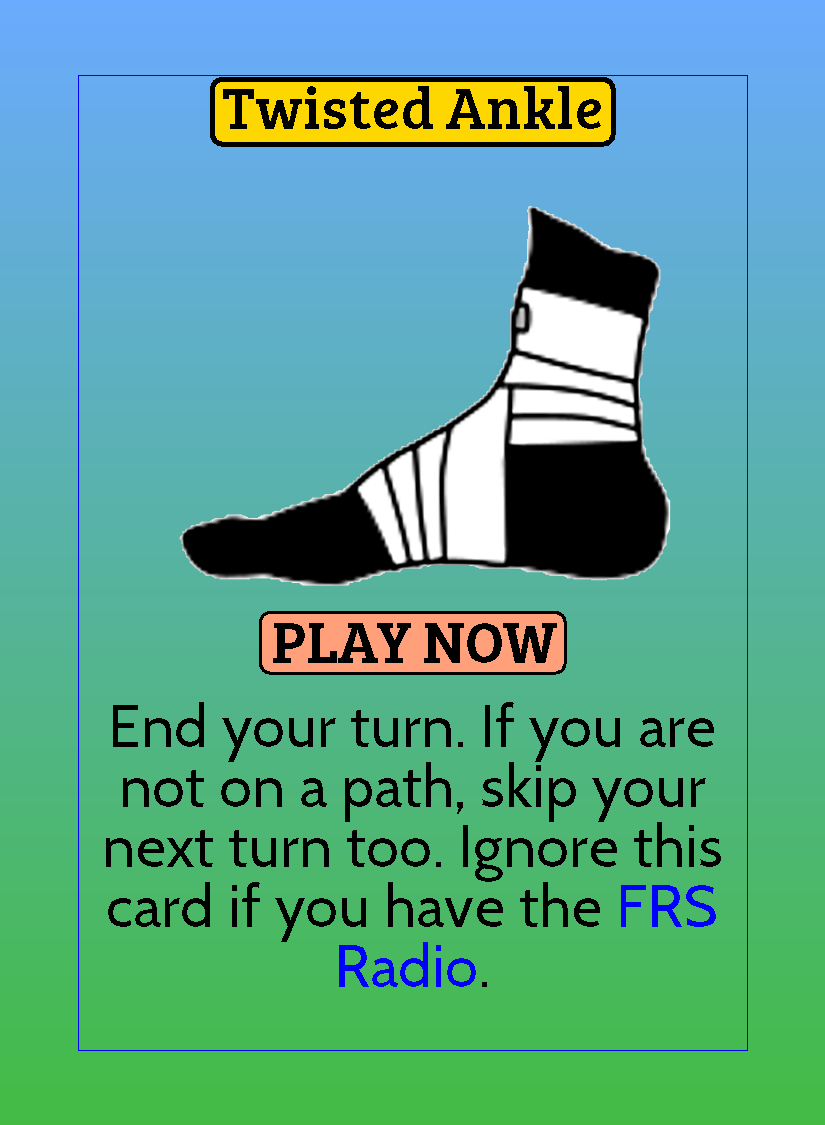 Twisted Ankle
PLAY NOW
End your turn. If you are
not on a path, skip your
next turn too. Ignore this
card if you have the FRS
Radio.